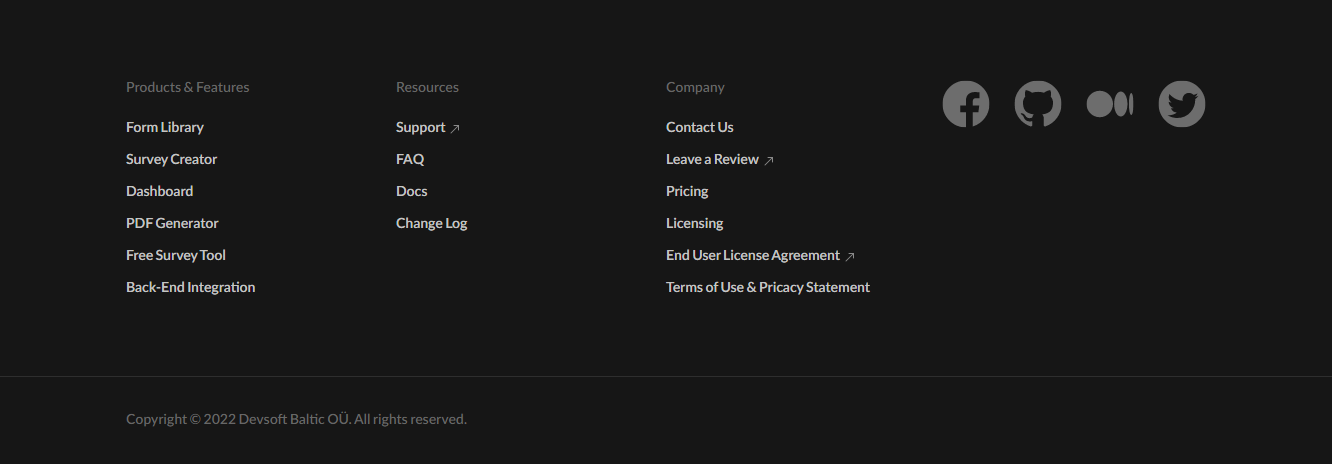 Products & Features
Form Library
Survey Creator
Dashboard
PDF Generator
Free Survey Tool
Back-End Integration
Resources
Support
FAQ
Docs
Change Log
Company
Contact Us
Leave a Review
Pricing
Licensing
End User License Agreement
Terms of Use & Pricacy Statement
Copyright © 2022 Devsoft Baltic OÜ. All rights reserved.